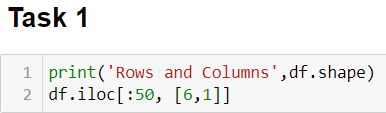 Task 1
1 print('Rows and Columns',df.shape)
2 df.iloc[:50, [6,1]]